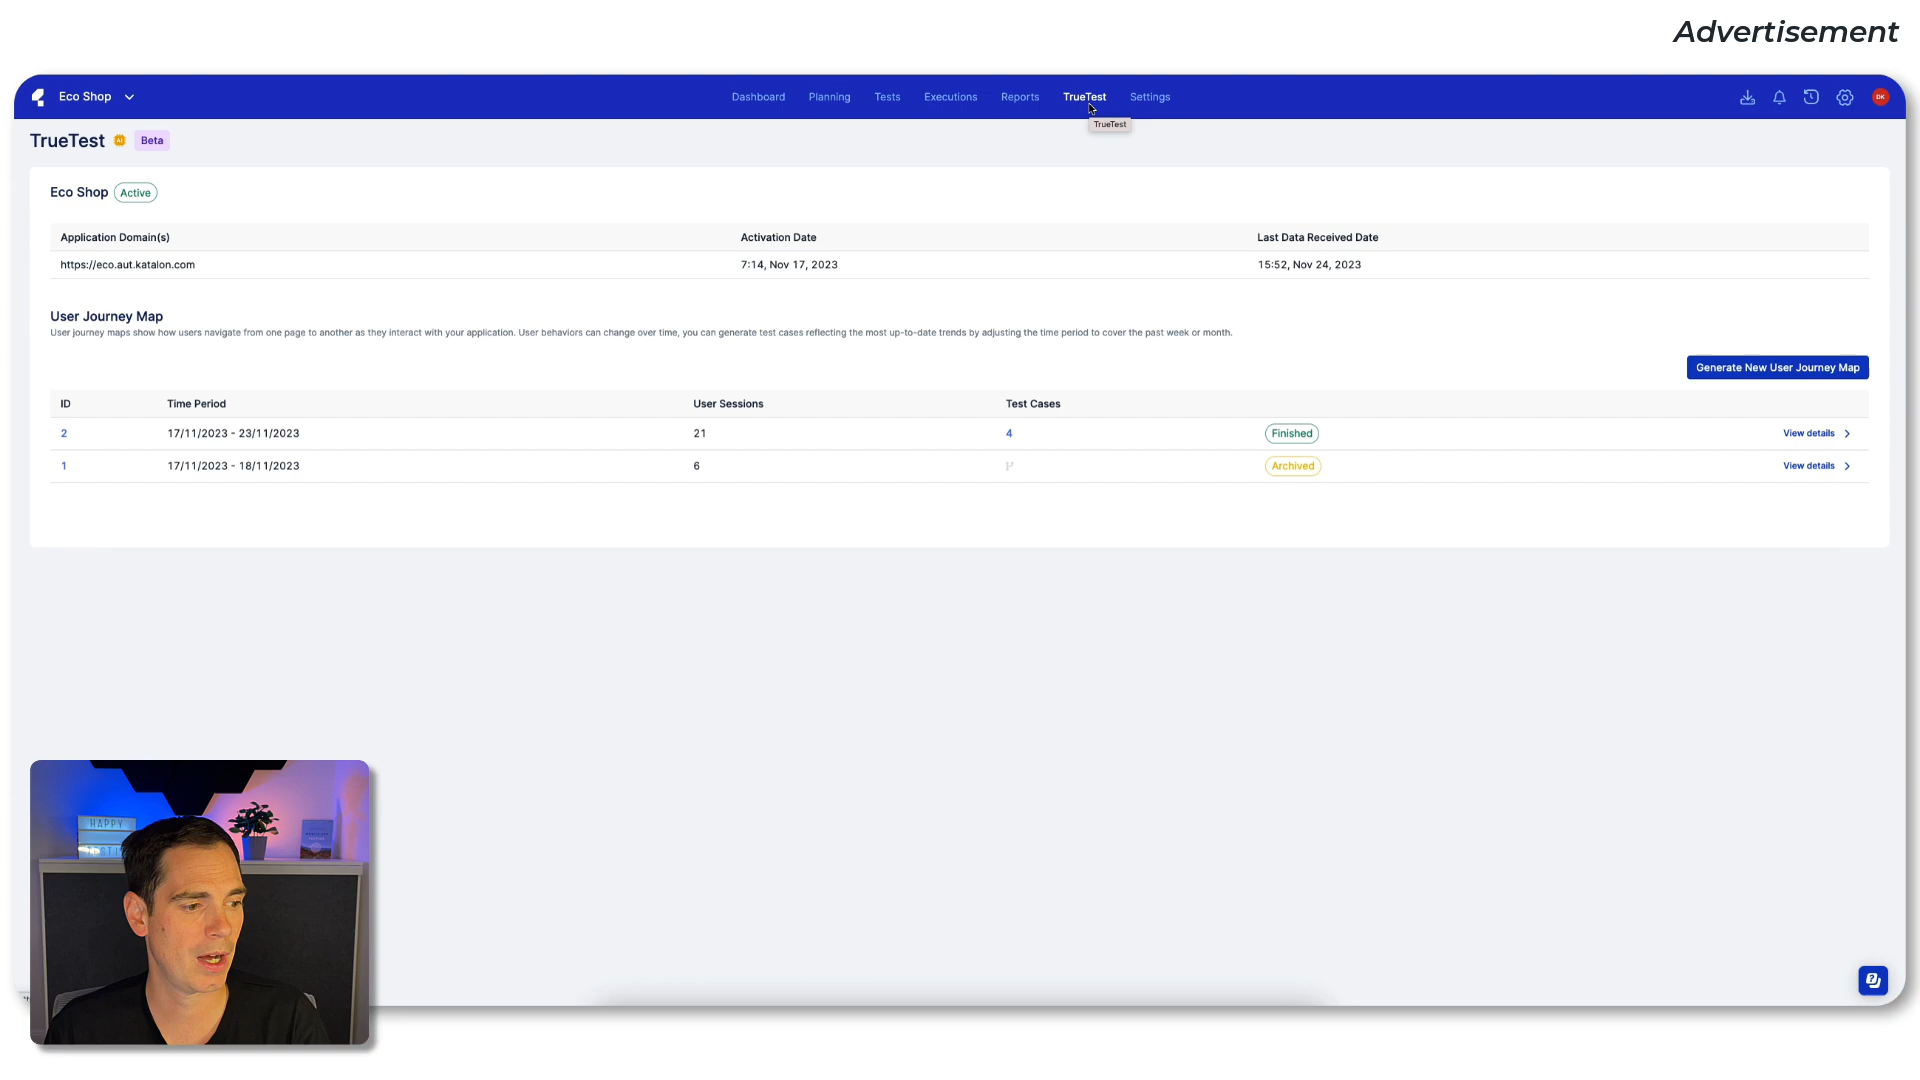 Advertisement
Eco Shop
Dashboard Planning Tests Executions Reports TrueTest Settings
DK
TrueTest
TrueTest Beta
Eco Shop Active
Application Domain(s) Activation Date Last Data Received Date
https://eco.aut.katalon.com 7:14, Nov 17, 2023 15:52, Nov 24, 2023
User Journey Map
User journey maps show how users navigate from one page to another as they interact with your application. User behaviors can change over time, you can generate test cases reflecting the most up-to-date trends by adjusting the time period to cover the past week or month.
Generate New User Journey Map
ID Time Period User Sessions Test Cases
2 17/11/2023 - 23/11/2023 21 4 Finished View details
1 17/11/2023 - 18/11/2023 6 Archived View details
HAPPY